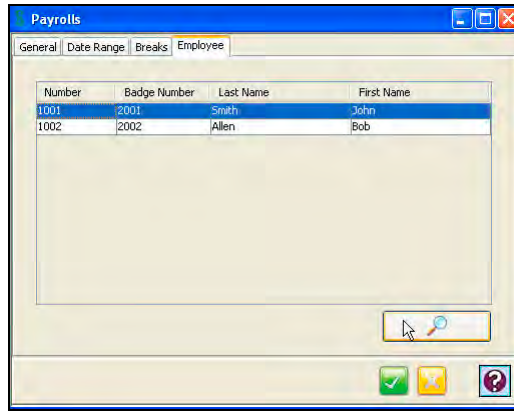 Payrolls
General Date Range Breaks Employee
Number Badge Number Last Name First Name
1001 2001 Smith John
1002 2002 Allen Bob
?